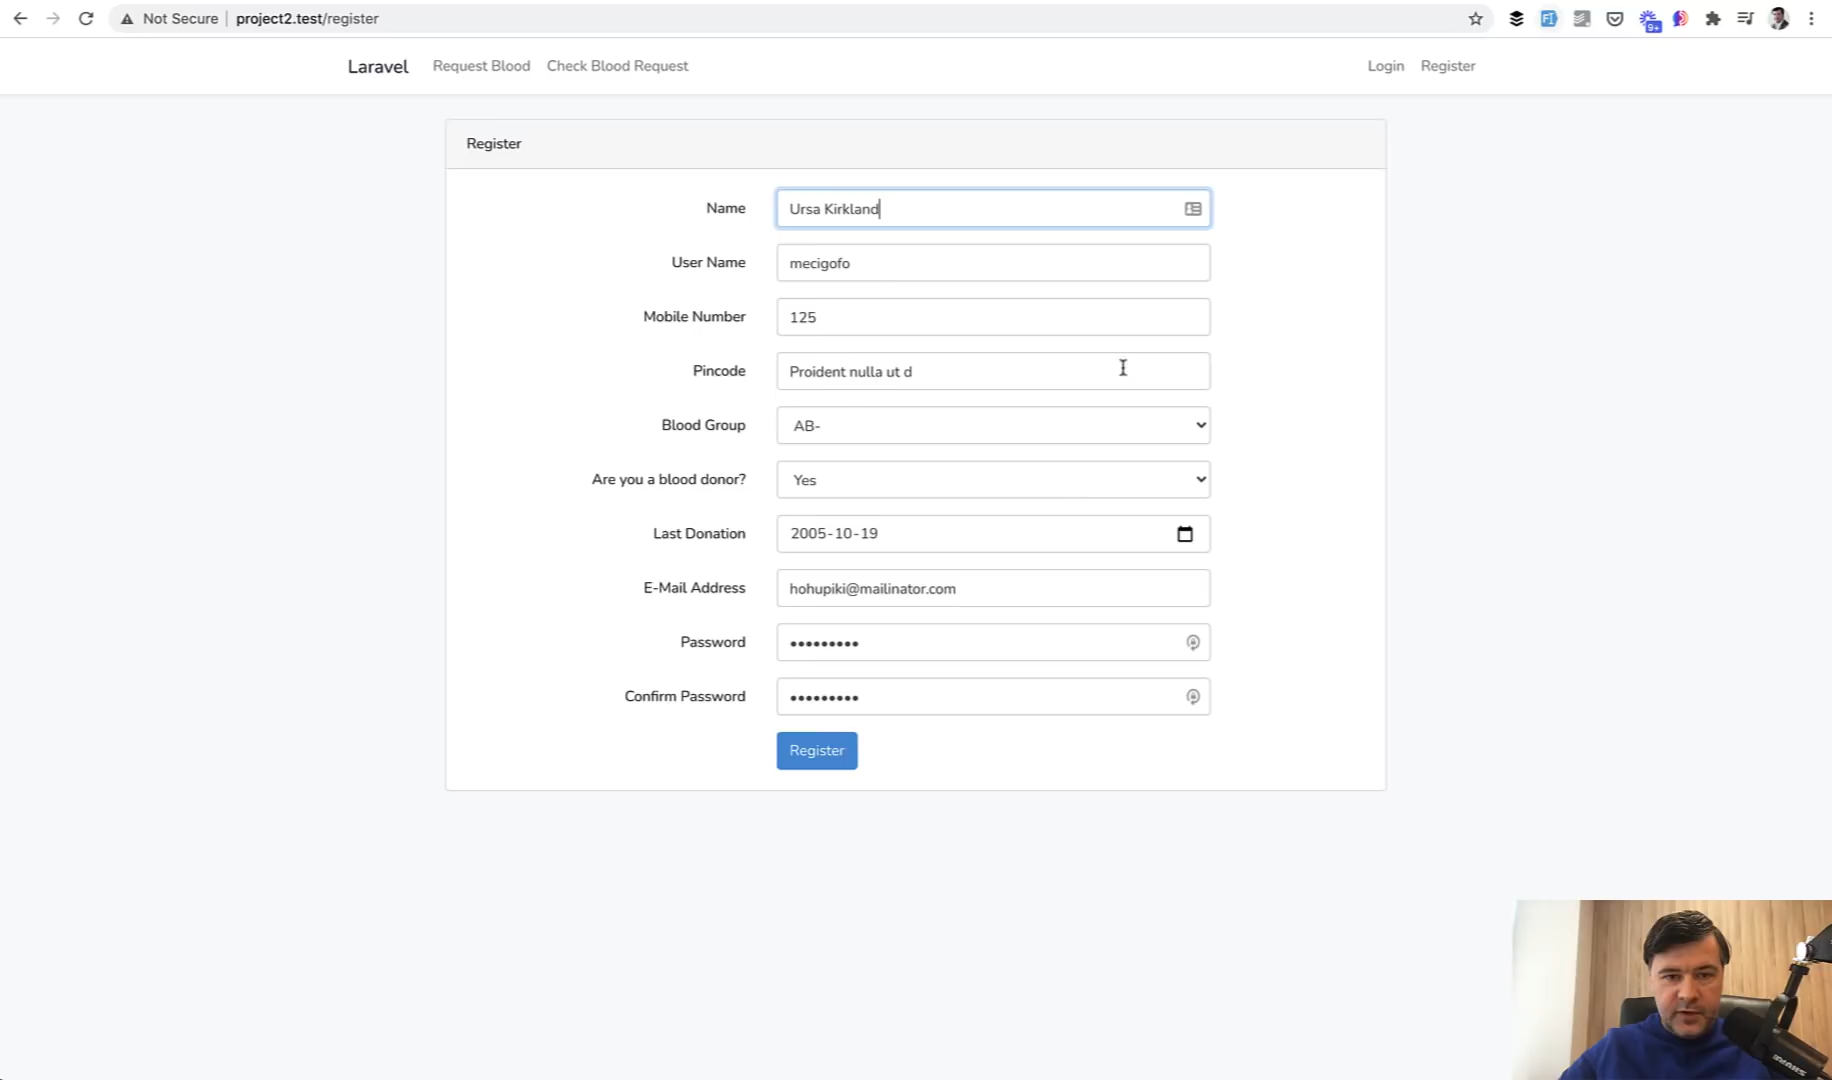 Not Secure project2.test/register
9+
Laravel Request Blood Check Blood Request Login Register
Register
Name Ursa Kirkland
User Name mecigofo
Mobile Number 125
Pincode Proident nulla ut d
Blood Group AB-
Are you a blood donor? Yes
Last Donation 2005-10-19
E-Mail Address hohupiki@mailinator.com
Password •••••••••
Confirm Password •••••••••
Register